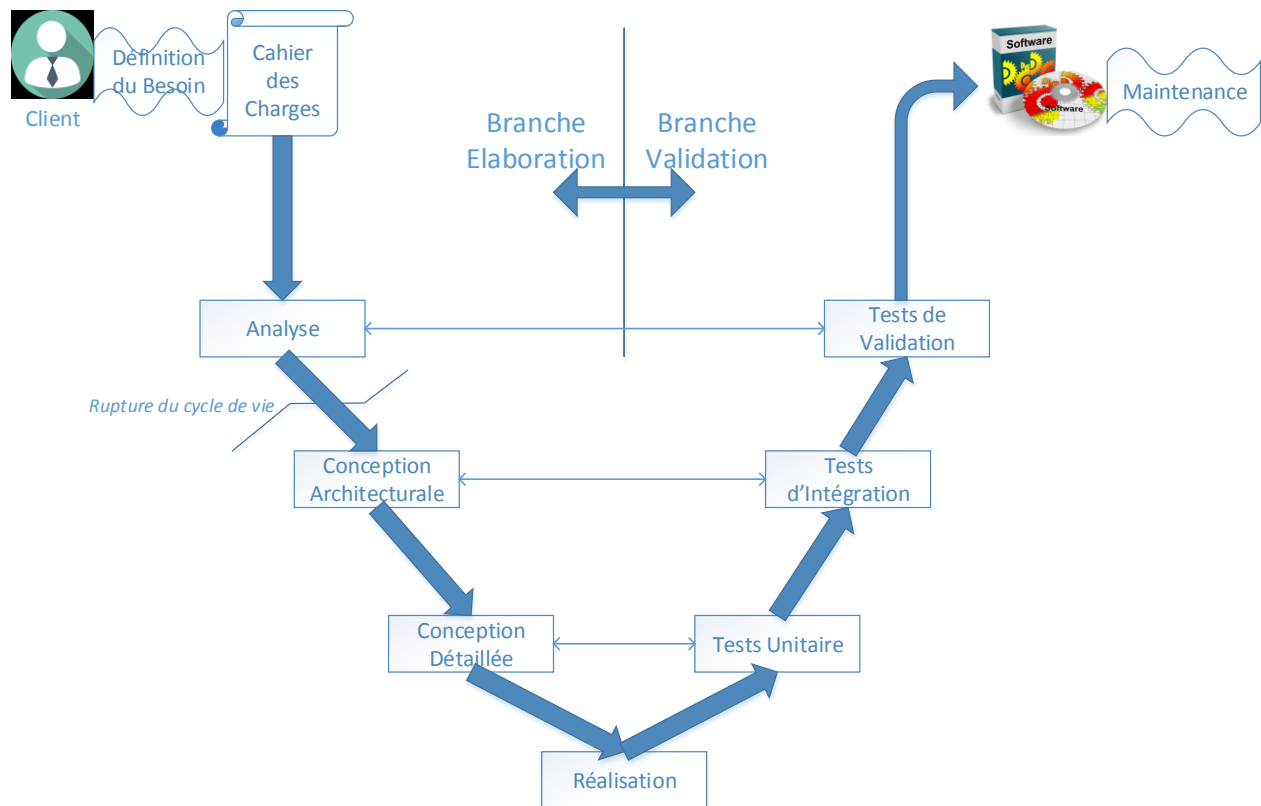 Définition
du Besoin
Client
Cahier
des
Charges
Branche
Elaboration
Branche
Validation
Software
Software
Maintenance
Analyse
Tests de
Validation
Rupture du cycle de vie
Conception
Architecturale
Tests
d'Intégration
Conception
Détaillée
Tests Unitaire
Réalisation